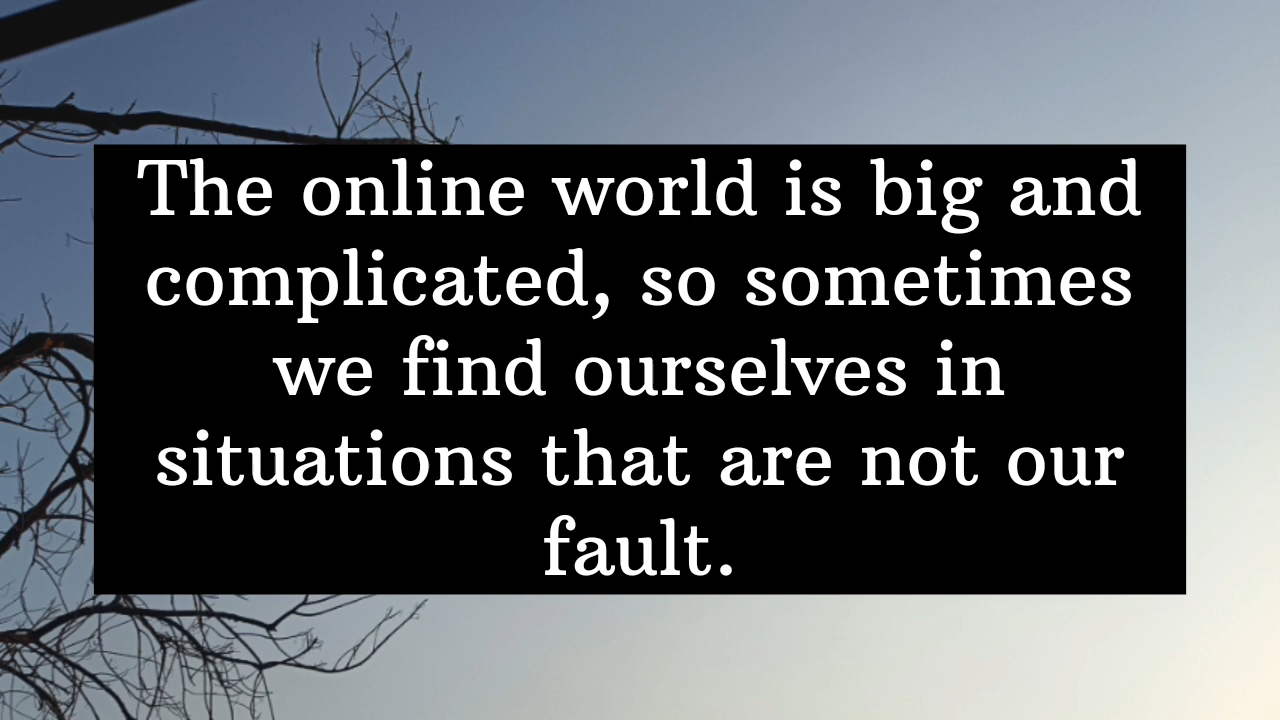 The online world is big and
complicated, so sometimes
we find ourselves in
situations that are not our
fault.